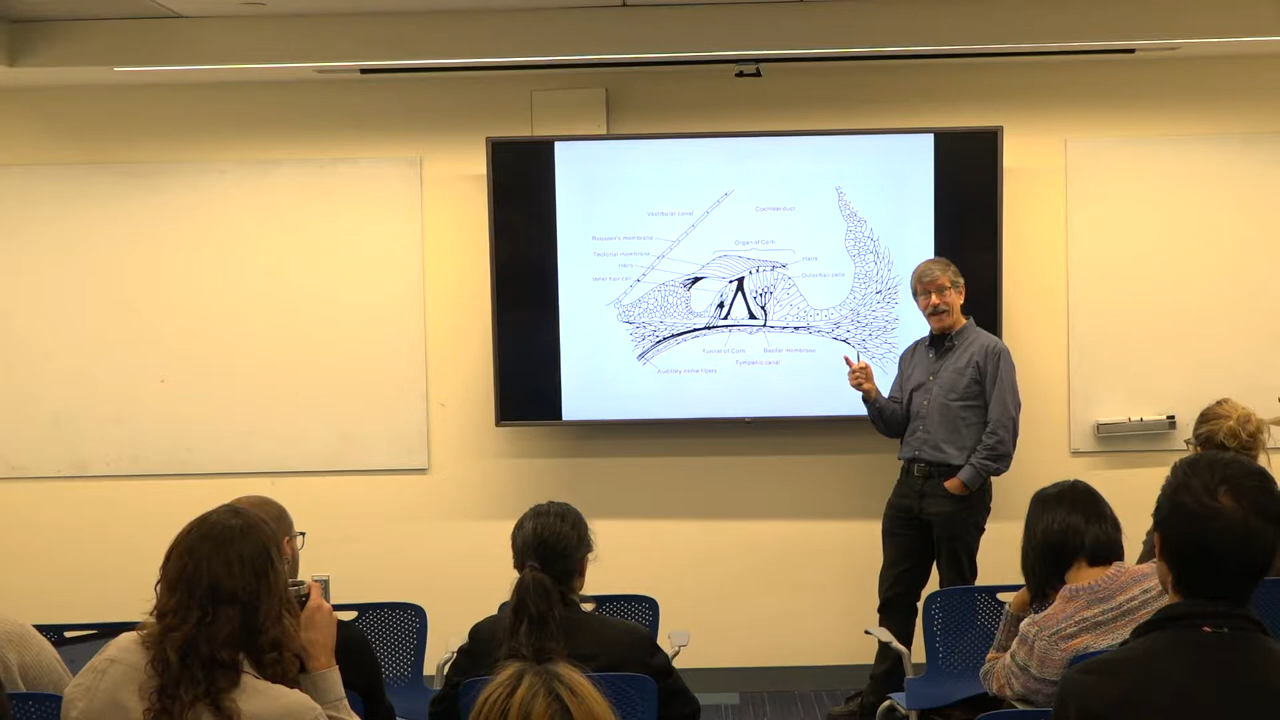 Vestibular canal
Cochlear duct
Reissner's membrane
Organ of Corti
Tectorial membrane
Hairs
Hairs
Inner hair cell
Outer hair cells
Tunnel of Corti
Basilar membrane
Tympanic canal
Auditory nerve fibers